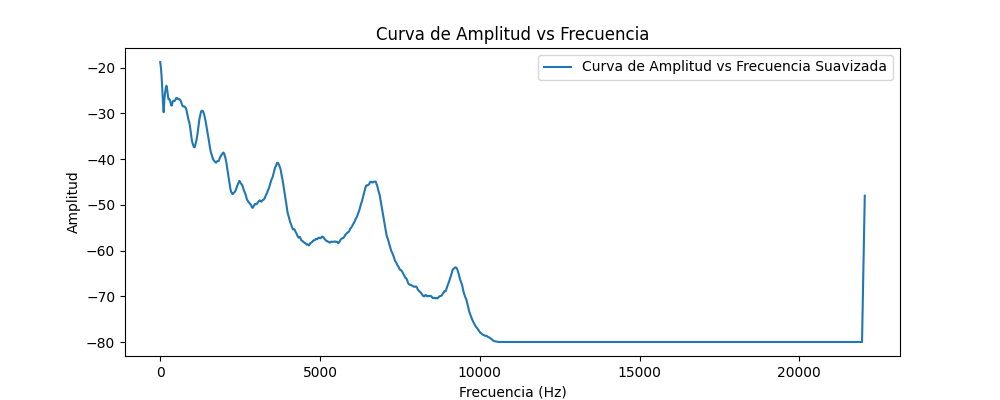 Curva de Amplitud vs Frecuencia
Curva de Amplitud vs Frecuencia Suavizada
Amplitud
−20
−30
−40
−50
−60
−70
−80
0 5000 10000 15000 20000
Frecuencia (Hz)